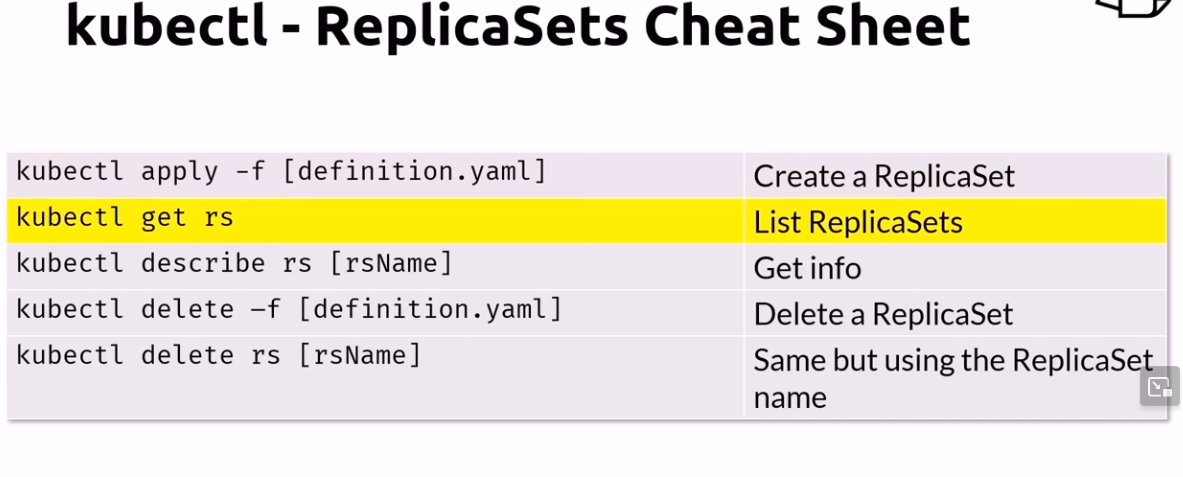 kubectl - ReplicaSets Cheat Sheet
kubectl apply -f [definition.yaml]
Create a ReplicaSet
kubectl get rs
List ReplicaSets
kubectl describe rs [rsName]
Get info
kubectl delete –f [definition.yaml]
Delete a ReplicaSet
kubectl delete rs [rsName]
Same but using the ReplicaSet
name